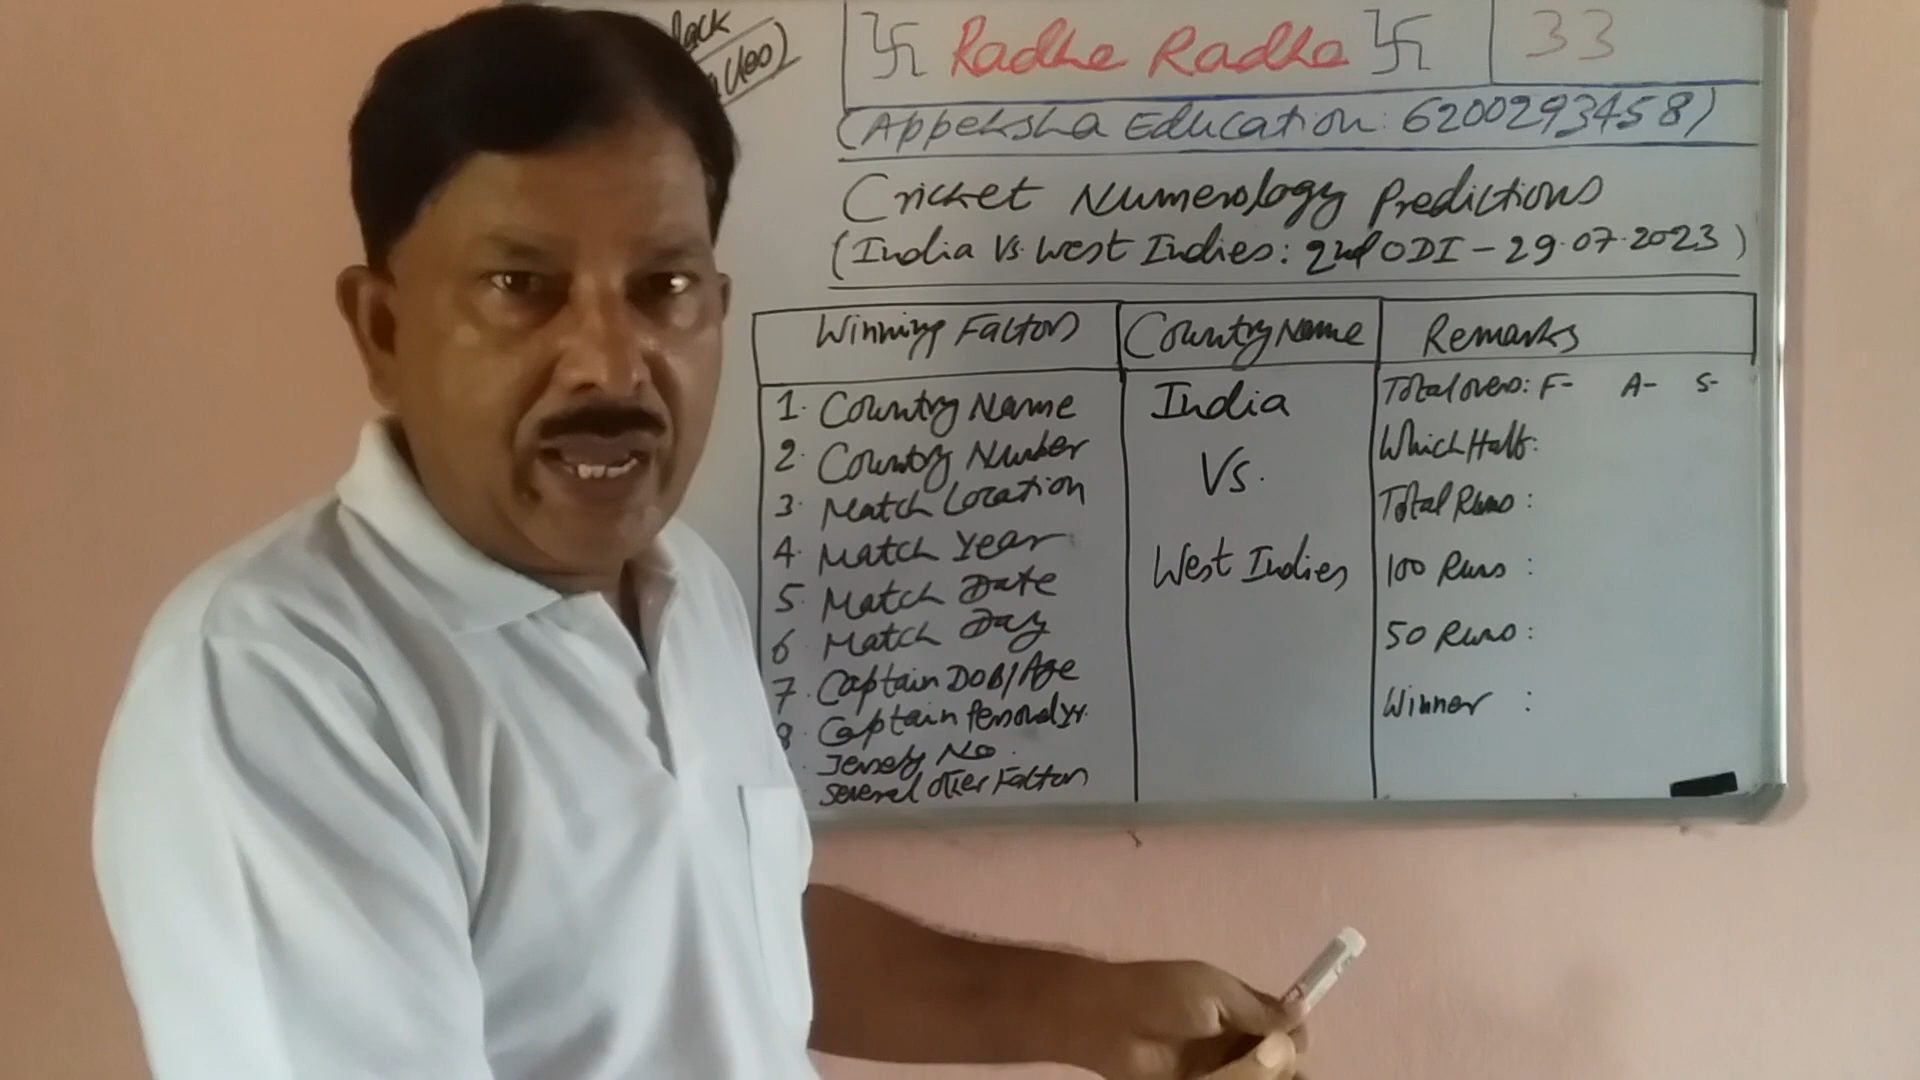 卐 Radhe Radhe 卐
33
(Appeksha Education: 6200293458)
Cricket Numerology Predictions
(India Vs. West Indies: 2nd ODI - 29.07.2023)
Winning Factors
Country Name
Remarks
1. Country Name
2. Country Number
3. Match Location
4. Match Year
5. Match Date
6 Match Day
7. Captain DOB/Age
8. Captain Personal yr.
Jersey No.
Several other Factors
India
Vs.
West Indies
Total overs: F- A- S-
Which Half:
Total Runs:
100 Runs:
50 Runs:
Winner: